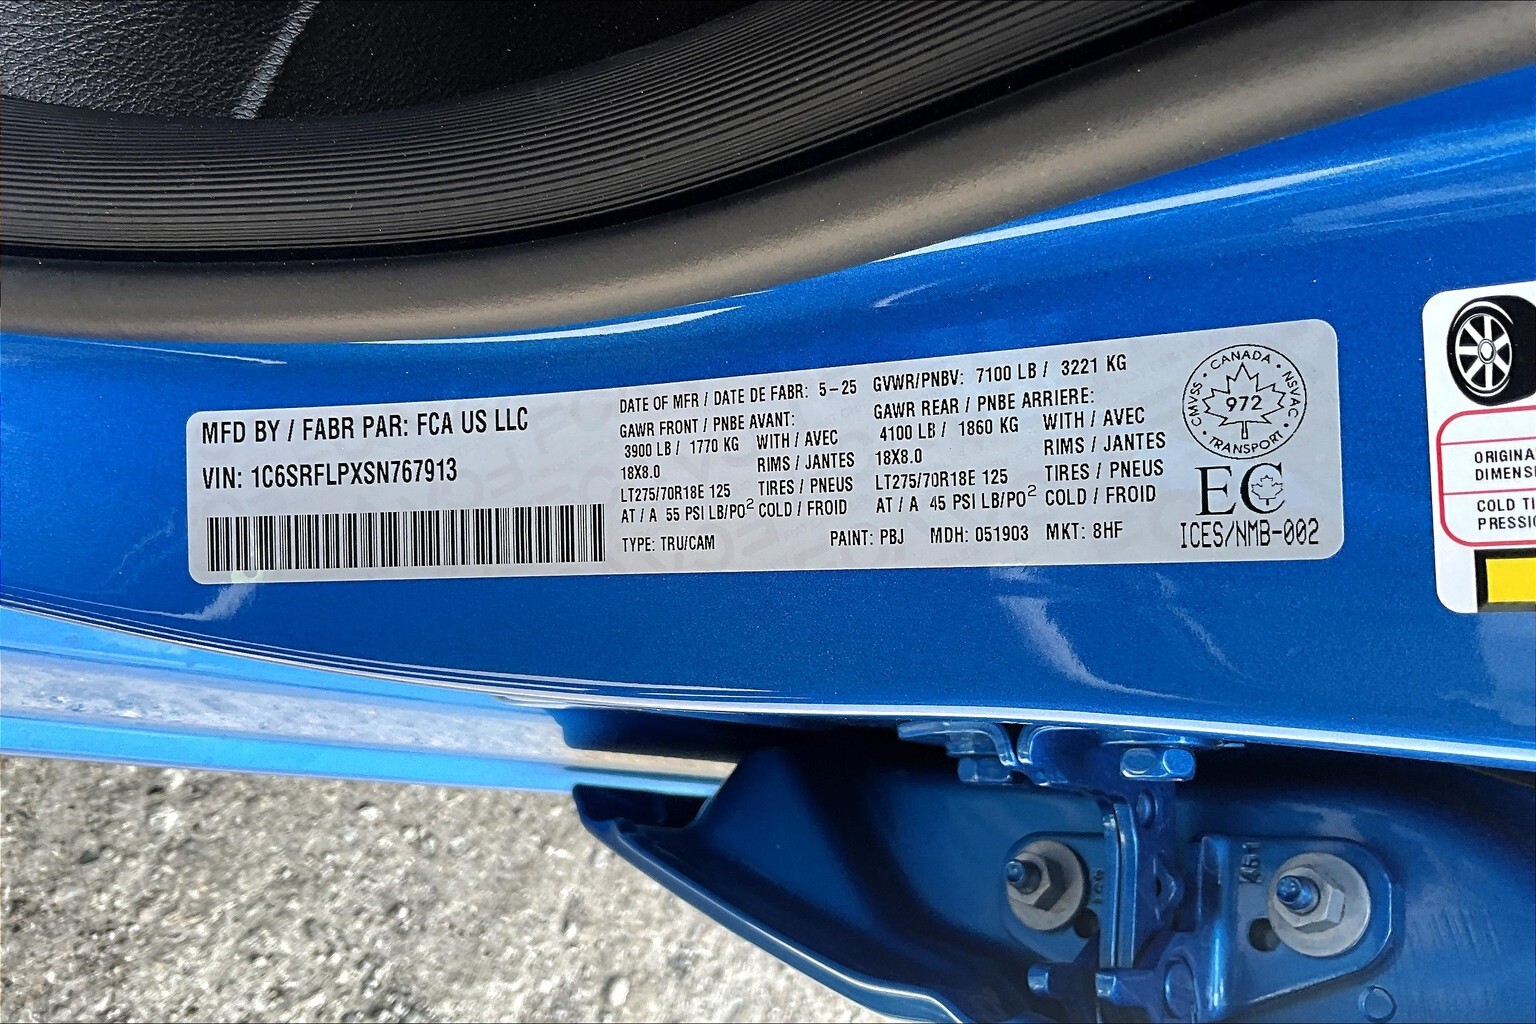 MFD BY / FABR PAR: FCA US LLC
VIN: 1C6SRFLPXSN767913
DATE OF MFR / DATE DE FABR: 5-25 GVWR/PNBV: 7100 LB / 3221 KG
GAWR FRONT / PNBE AVANT:
3900 LB / 1770 KG WITH / AVEC
18X8.0 RIMS / JANTES
LT275/70R18E 125 TIRES / PNEUS
AT / A 55 PSI LB/PO² COLD / FROID
GAWR REAR / PNBE ARRIERE:
4100 LB / 1860 KG WITH / AVEC
18X8.0 RIMS / JANTES
LT275/70R18E 125 TIRES / PNEUS
AT / A 45 PSI LB/PO² COLD / FROID
TYPE: TRU/CAM PAINT: PBJ MDH: 051903 MKT: 8HF
CANADA
CMVSS 972 NSVAC
TRANSPORT
EC
ICES/NMB-002
COLD
451
451